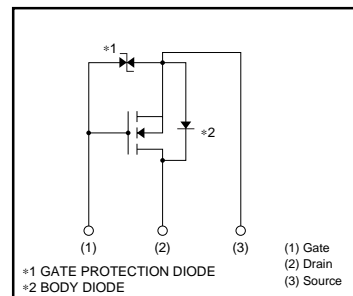 ∗1
∗2
(1) (2) (3)
(1) Gate
(2) Drain
(3) Source
∗1 GATE PROTECTION DIODE
∗2 BODY DIODE